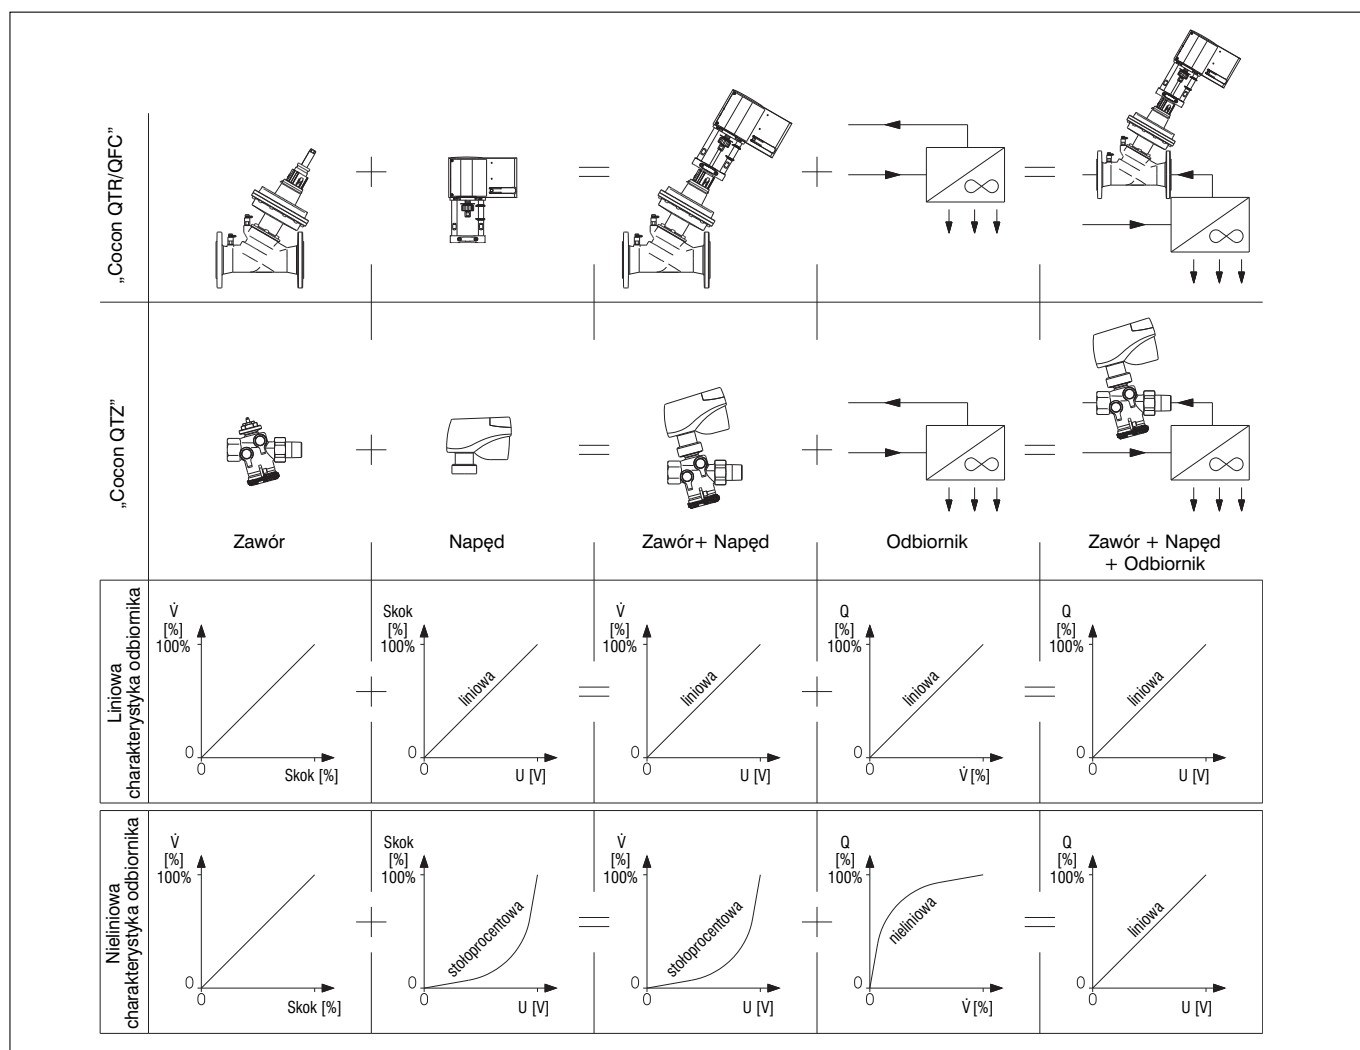 „Cocon QTR/QFC”
„Cocon QTZ”
Zawór
Napęd
Zawór+ Napęd
Odbiornik
Zawór + Napęd
+ Odbiornik
Liniowa
charakterystyka odbiornika
V̇
[%]
100%
0
0
Skok [%]
Skok
[%]
100%
liniowa
0
0
U [V]
V̇
[%]
100%
liniowa
0
0
U [V]
Q
[%]
100%
liniowa
0
0
V̇ [%]
Q
[%]
100%
liniowa
0
0
U [V]
Nieliniowa
charakterystyka odbiornika
V̇
[%]
100%
0
0
Skok [%]
Skok
[%]
100%
stołoprocentowa
0
0
U [V]
V̇
[%]
100%
stołoprocentowa
0
0
U [V]
Q
[%]
100%
nieliniowa
0
0
V̇ [%]
Q
[%]
100%
liniowa
0
0
U [V]